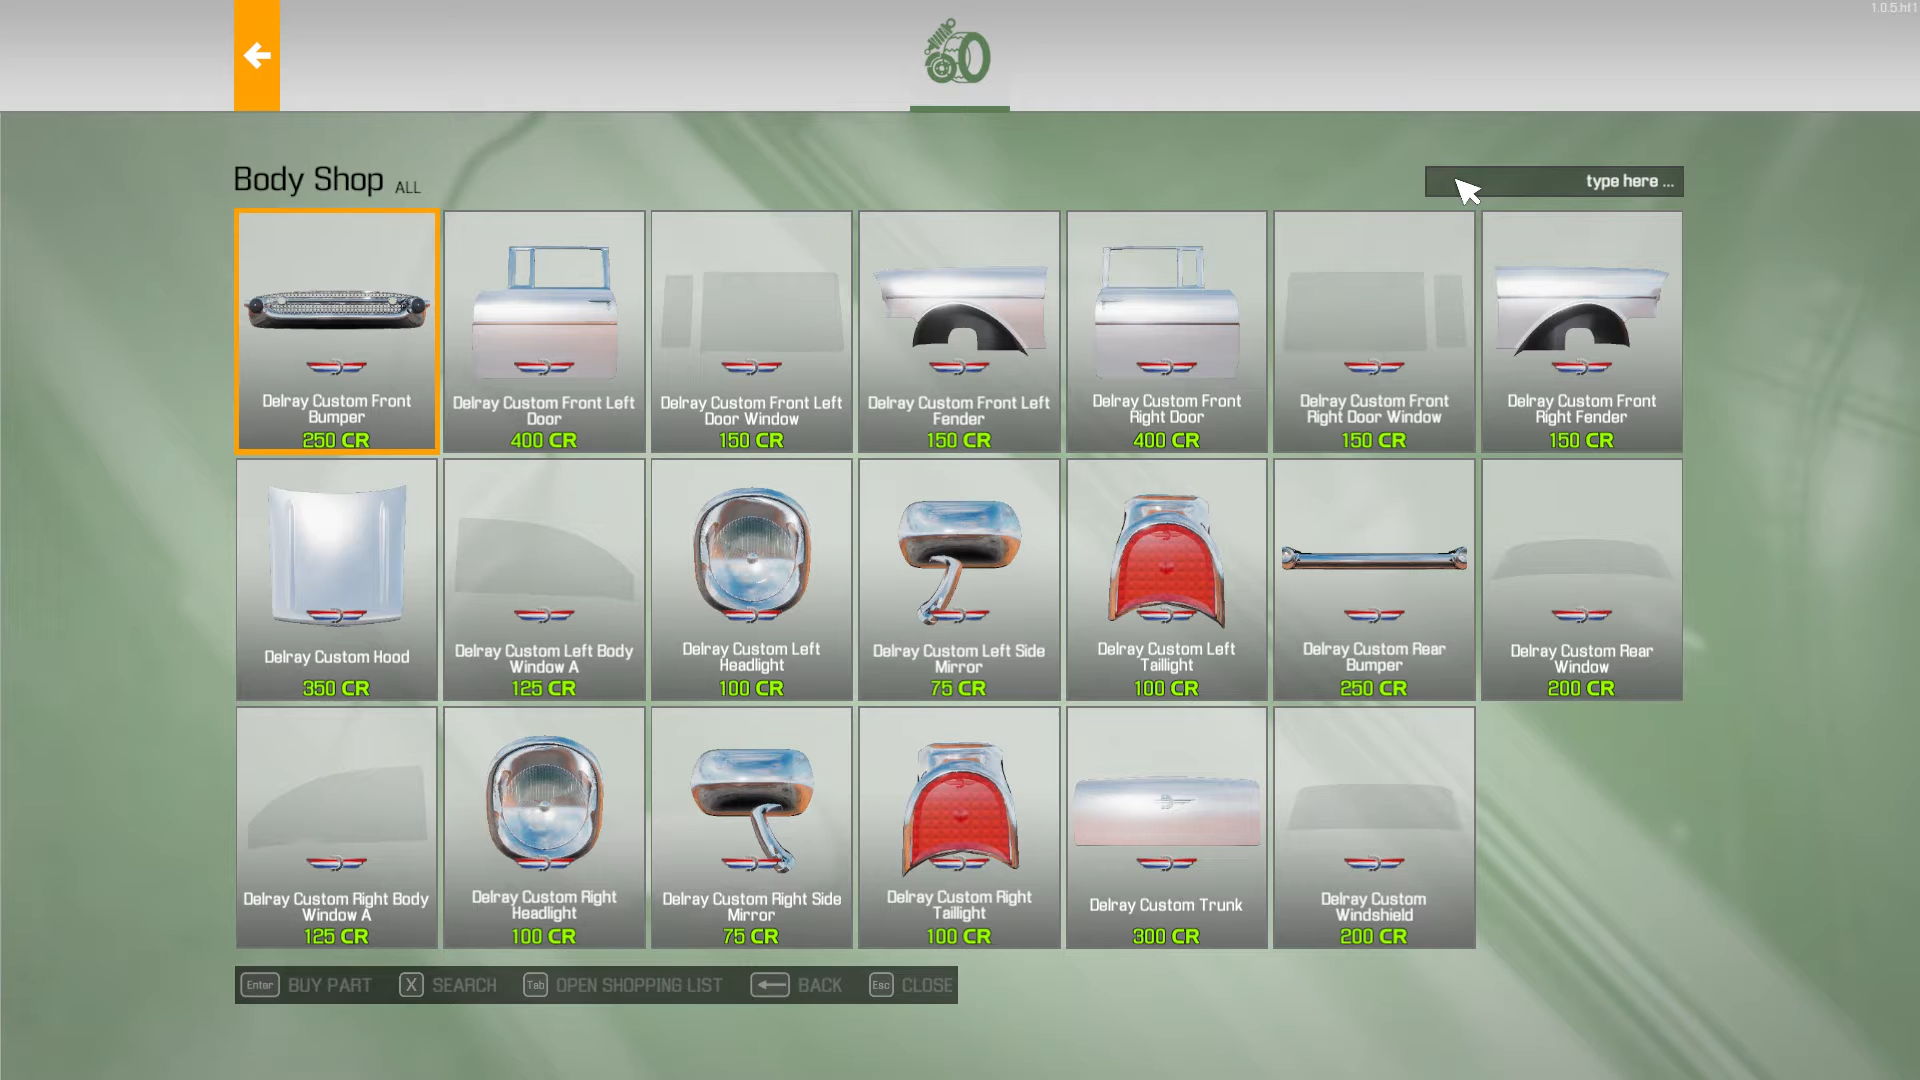 1.0.5.hf1
Body Shop ALL
type here ...
Delray Custom Front
Bumper
250 CR
Delray Custom Front Left
Door
400 CR
Delray Custom Front Left
Door Window
150 CR
Delray Custom Front Left
Fender
150 CR
Delray Custom Front
Right Door
400 CR
Delray Custom Front
Right Door Window
150 CR
Delray Custom Front
Right Fender
150 CR
Delray Custom Hood
350 CR
Delray Custom Left Body
Window A
125 CR
Delray Custom Left
Headlight
100 CR
Delray Custom Left Side
Mirror
75 CR
Delray Custom Left
Taillight
100 CR
Delray Custom Rear
Bumper
250 CR
Delray Custom Rear
Window
200 CR
Delray Custom Right Body
Window A
125 CR
Delray Custom Right
Headlight
100 CR
Delray Custom Right Side
Mirror
75 CR
Delray Custom Right
Taillight
100 CR
Delray Custom Trunk
300 CR
Delray Custom
Windshield
200 CR
Enter BUY PART X SEARCH Tab OPEN SHOPPING LIST BACK Esc CLOSE